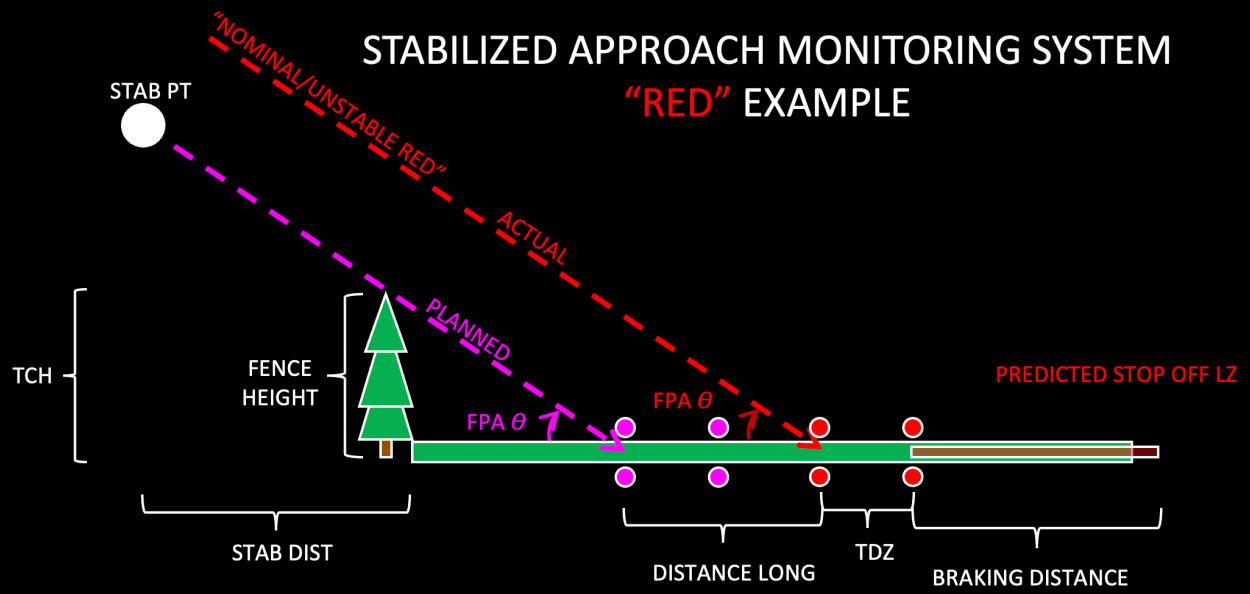 STABILIZED APPROACH MONITORING SYSTEM
“RED” EXAMPLE
“NOMINAL/UNSTABLE RED”
STAB PT
ACTUAL
PLANNED
TCH
FENCE
HEIGHT
FPA θ
FPA θ
PREDICTED STOP OFF LZ
STAB DIST
DISTANCE LONG
TDZ
BRAKING DISTANCE